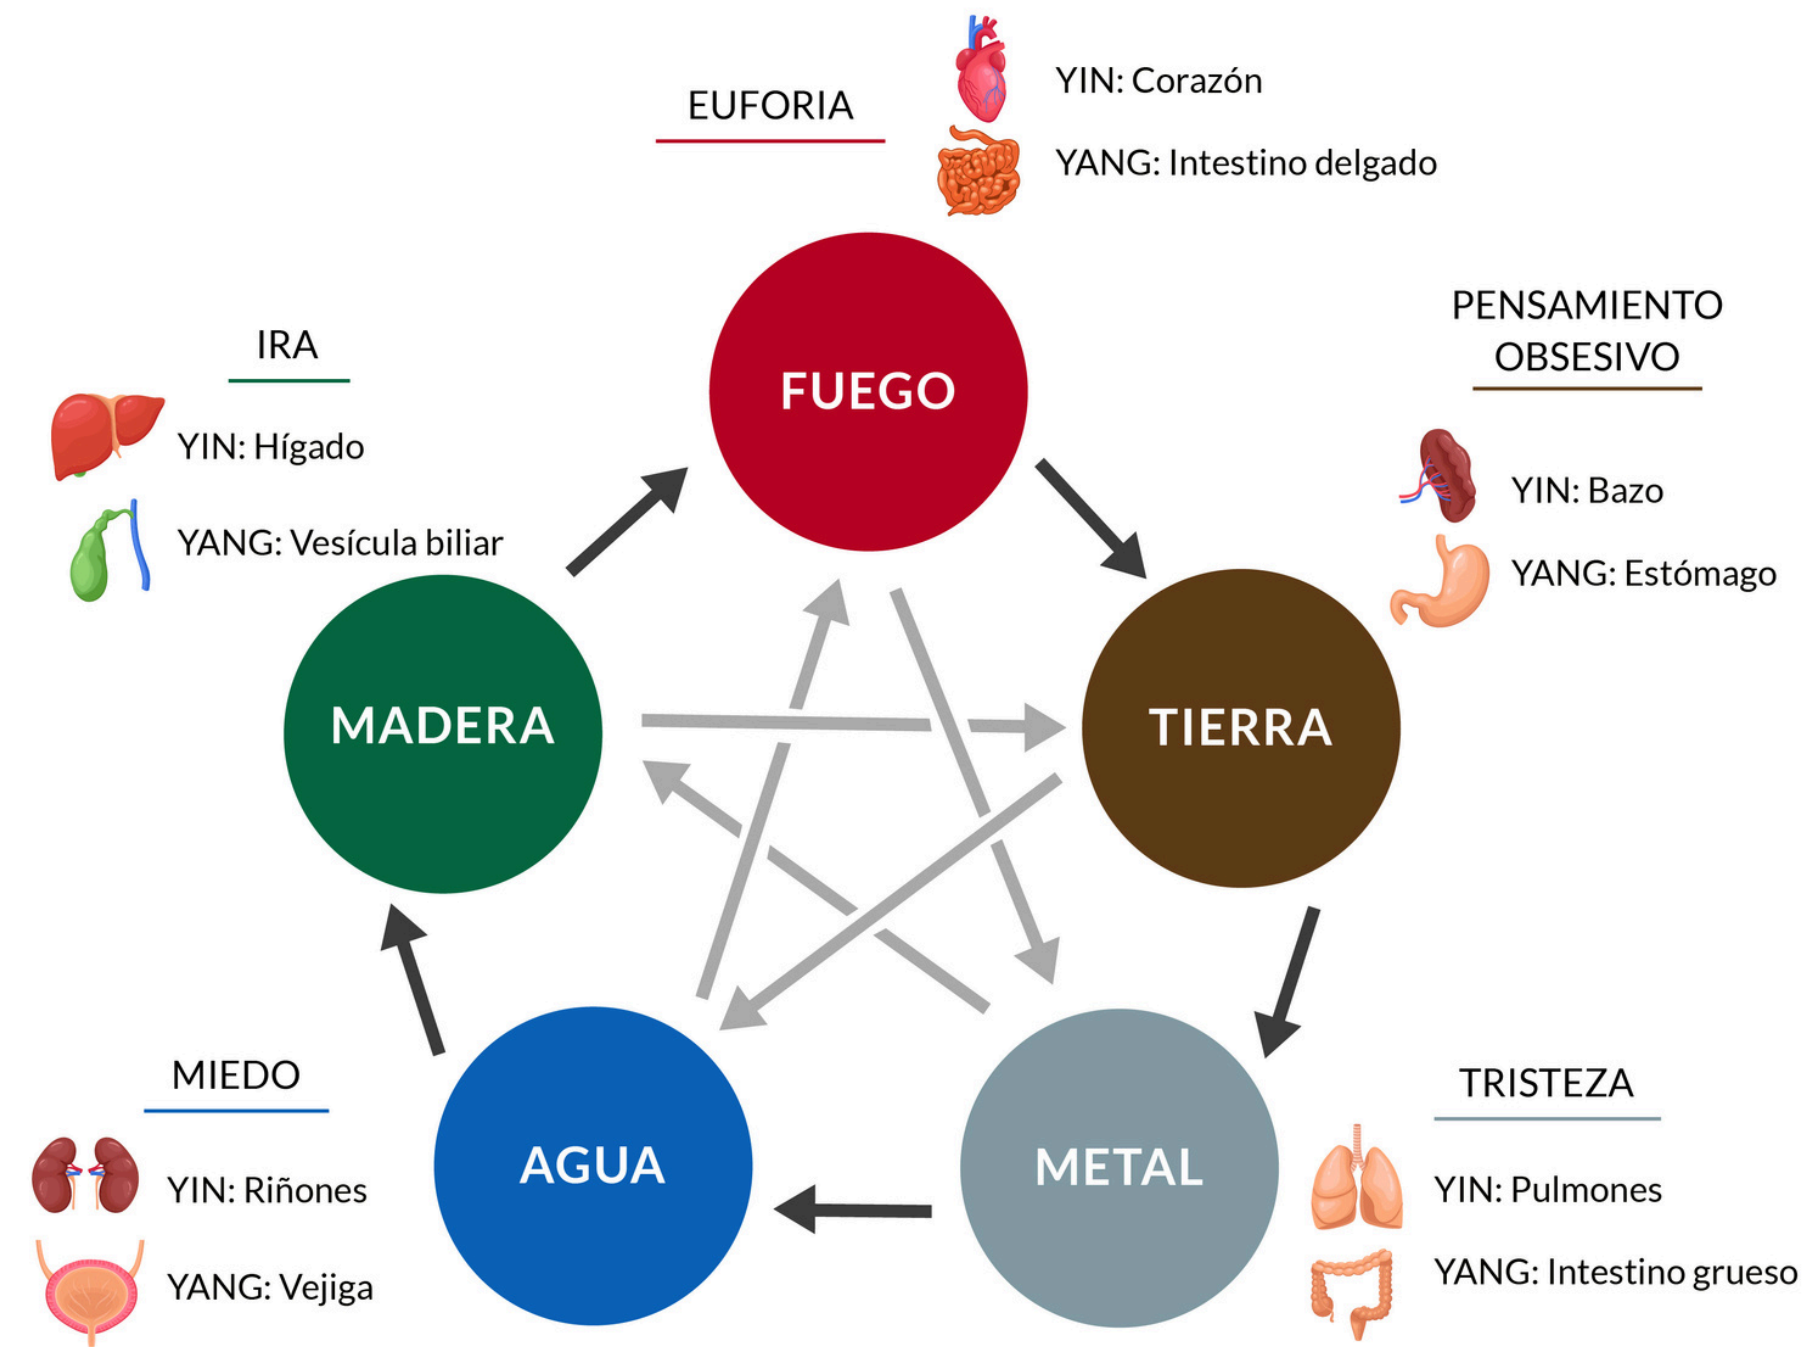 EUFORIA
YIN: Corazón
YANG: Intestino delgado
FUEGO
IRA
YIN: Hígado
YANG: Vesícula biliar
MADERA
PENSAMIENTO
OBSESIVO
YIN: Bazo
YANG: Estómago
TIERRA
MIEDO
YIN: Riñones
YANG: Vejiga
AGUA
METAL
TRISTEZA
YIN: Pulmones
YANG: Intestino grueso